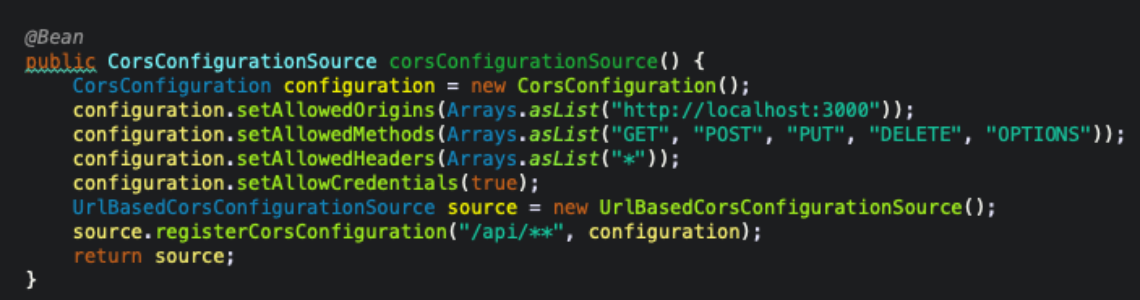 @Bean
public CorsConfigurationSource corsConfigurationSource() {
    CorsConfiguration configuration = new CorsConfiguration();
    configuration.setAllowedOrigins(Arrays.asList("http://localhost:3000"));
    configuration.setAllowedMethods(Arrays.asList("GET", "POST", "PUT", "DELETE", "OPTIONS"));
    configuration.setAllowedHeaders(Arrays.asList("*"));
    configuration.setAllowCredentials(true);
    UrlBasedCorsConfigurationSource source = new UrlBasedCorsConfigurationSource();
    source.registerCorsConfiguration("/api/**", configuration);
    return source;
}